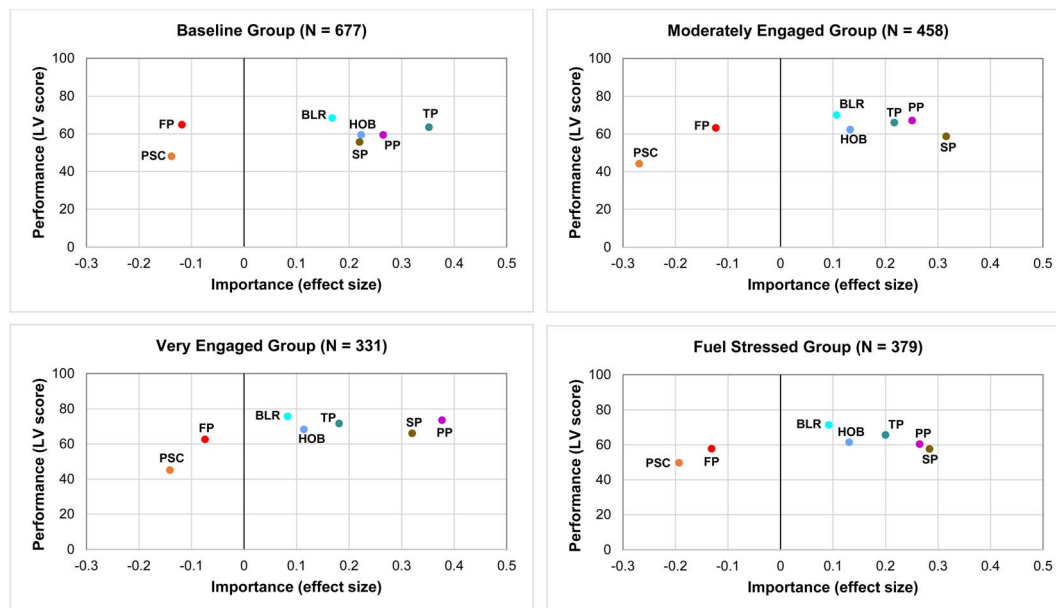 Baseline Group (N = 677)
Performance (LV score)
100
80
60
40
20
0
FP
PSC
BLR
HOB
SP
PP
TP
-0.3 -0.2 -0.1 0 0.1 0.2 0.3 0.4 0.5
Importance (effect size)
Moderately Engaged Group (N = 458)
Performance (LV score)
100
80
60
40
20
0
PSC
FP
BLR
HOB
TP
PP
SP
-0.3 -0.2 -0.1 0 0.1 0.2 0.3 0.4 0.5
Importance (effect size)
Very Engaged Group (N = 331)
Performance (LV score)
100
80
60
40
20
0
PSC
FP
BLR
HOB
TP
SP
PP
-0.3 -0.2 -0.1 0 0.1 0.2 0.3 0.4 0.5
Importance (effect size)
Fuel Stressed Group (N = 379)
Performance (LV score)
100
80
60
40
20
0
PSC
FP
BLR
HOB
TP
PP
SP
-0.3 -0.2 -0.1 0 0.1 0.2 0.3 0.4 0.5
Importance (effect size)